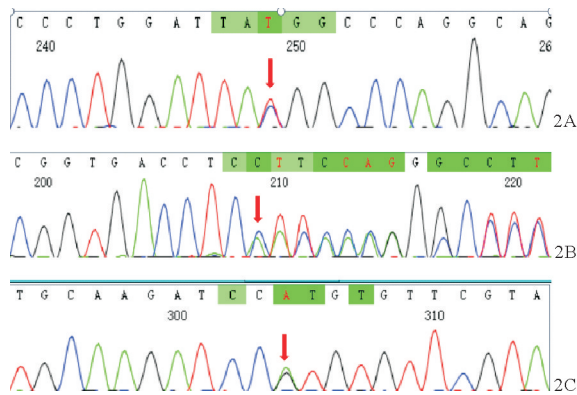 C C C T G G A T T A T G G C C C A G G C A G
240 250 26
2A
C G G T G A C C T C C T T C C A G G G C C T T
200 210 220
2B
T G C A A G A T C C A T G T G T T C G T A
300 310
2C